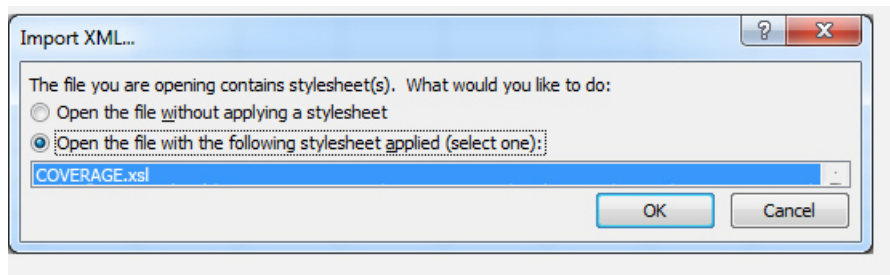 Import XML...
The file you are opening contains stylesheet(s). What would you like to do:
Open the file without applying a stylesheet
Open the file with the following stylesheet applied (select one):
COVERAGE.xsl
OK Cancel